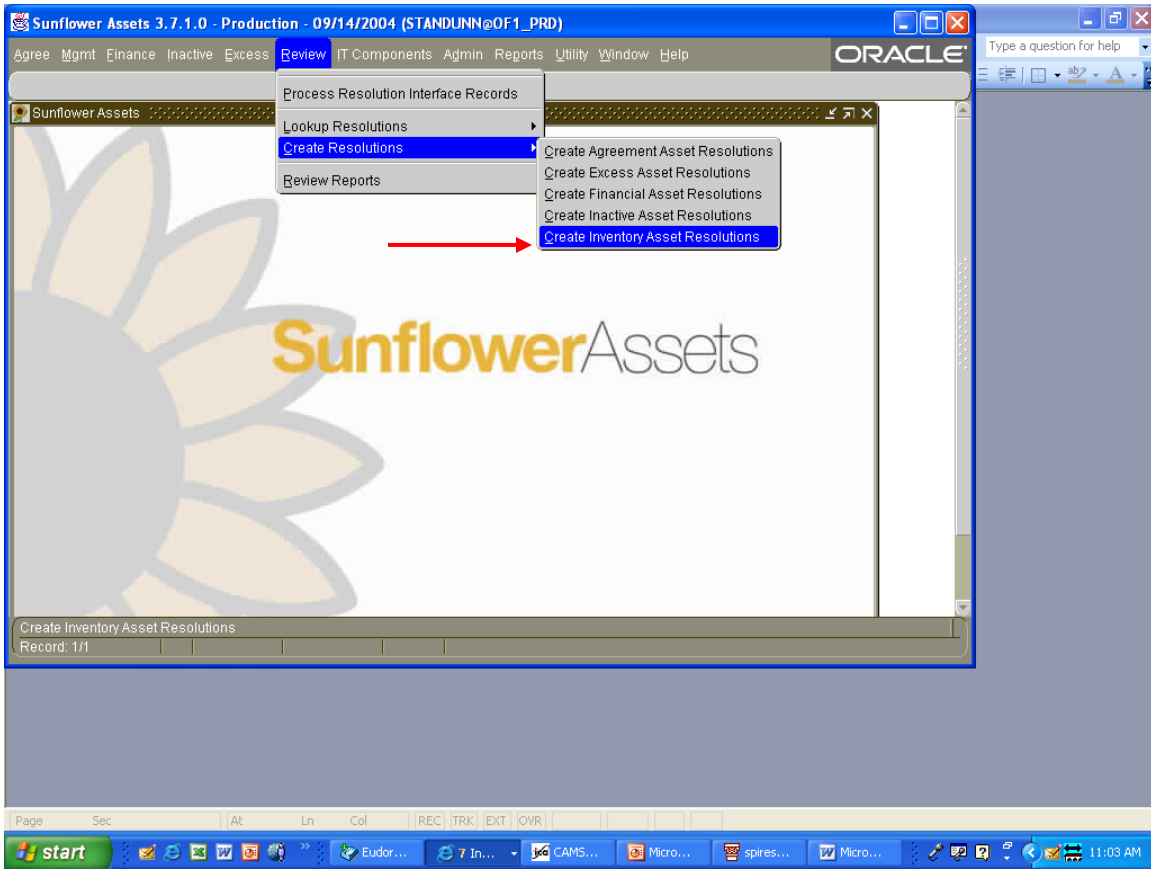 Sunflower Assets 3.7.1.0 - Production - 09/14/2004 (STANDUNN@OF1_PRD)
Type a question for help
Agree Mgmt Finance Inactive Excess Review IT Components Admin Reports Utility Window Help
ORACLE
Process Resolution Interface Records
Sunflower Assets
Lookup Resolutions
Create Resolutions
Review Reports
Create Agreement Asset Resolutions
Create Excess Asset Resolutions
Create Financial Asset Resolutions
Create Inactive Asset Resolutions
Create Inventory Asset Resolutions
SunflowerAssets
Create Inventory Asset Resolutions
Record: 1/1
Page Sec At Ln Col REC TRK EXT OVR
start Eudor... 7 In... CAMS... Micro... spires... Micro... 11:03 AM